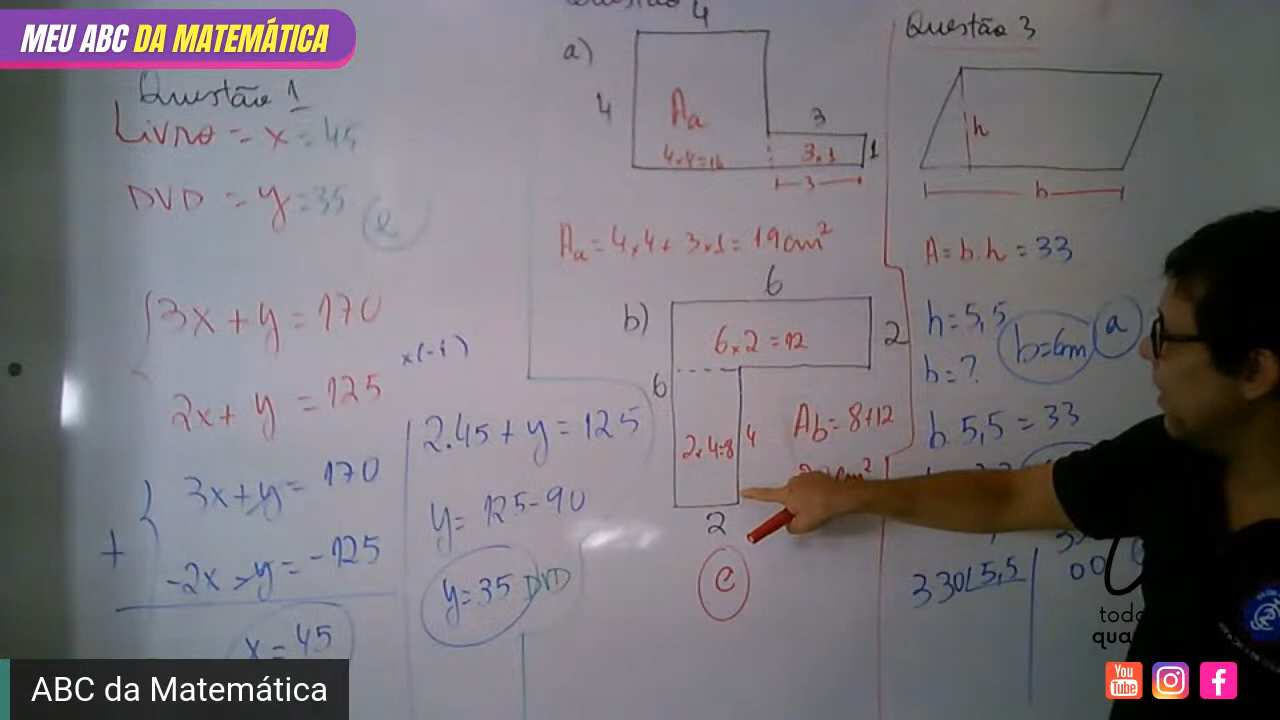 MEU ABC DA MATEMÁTICA
Questão 1
Livro = x = 45
DVD = y = 35
3x + y = 170
2x + y = 125
x(-1)
3x + y = 170
+
-2x - y = -125
x = 45
2.45 + y = 125
y = 125 - 90
y = 35 DVD
Questão
a)
4
4
Aa
4x4=16
3
3x1
1
3
Aa = 4x4 + 3x1 = 19cm²
b)
6
6x2=12
2
6
2x4=8
4
2
Ab = 8+12
e
Questão 3
h
b
A = b.h = 33
h = 5,5
b = 6m
a
b = ?
b. 5,5 = 33
330 5,5
00
ABC da Matemática
You
Tube